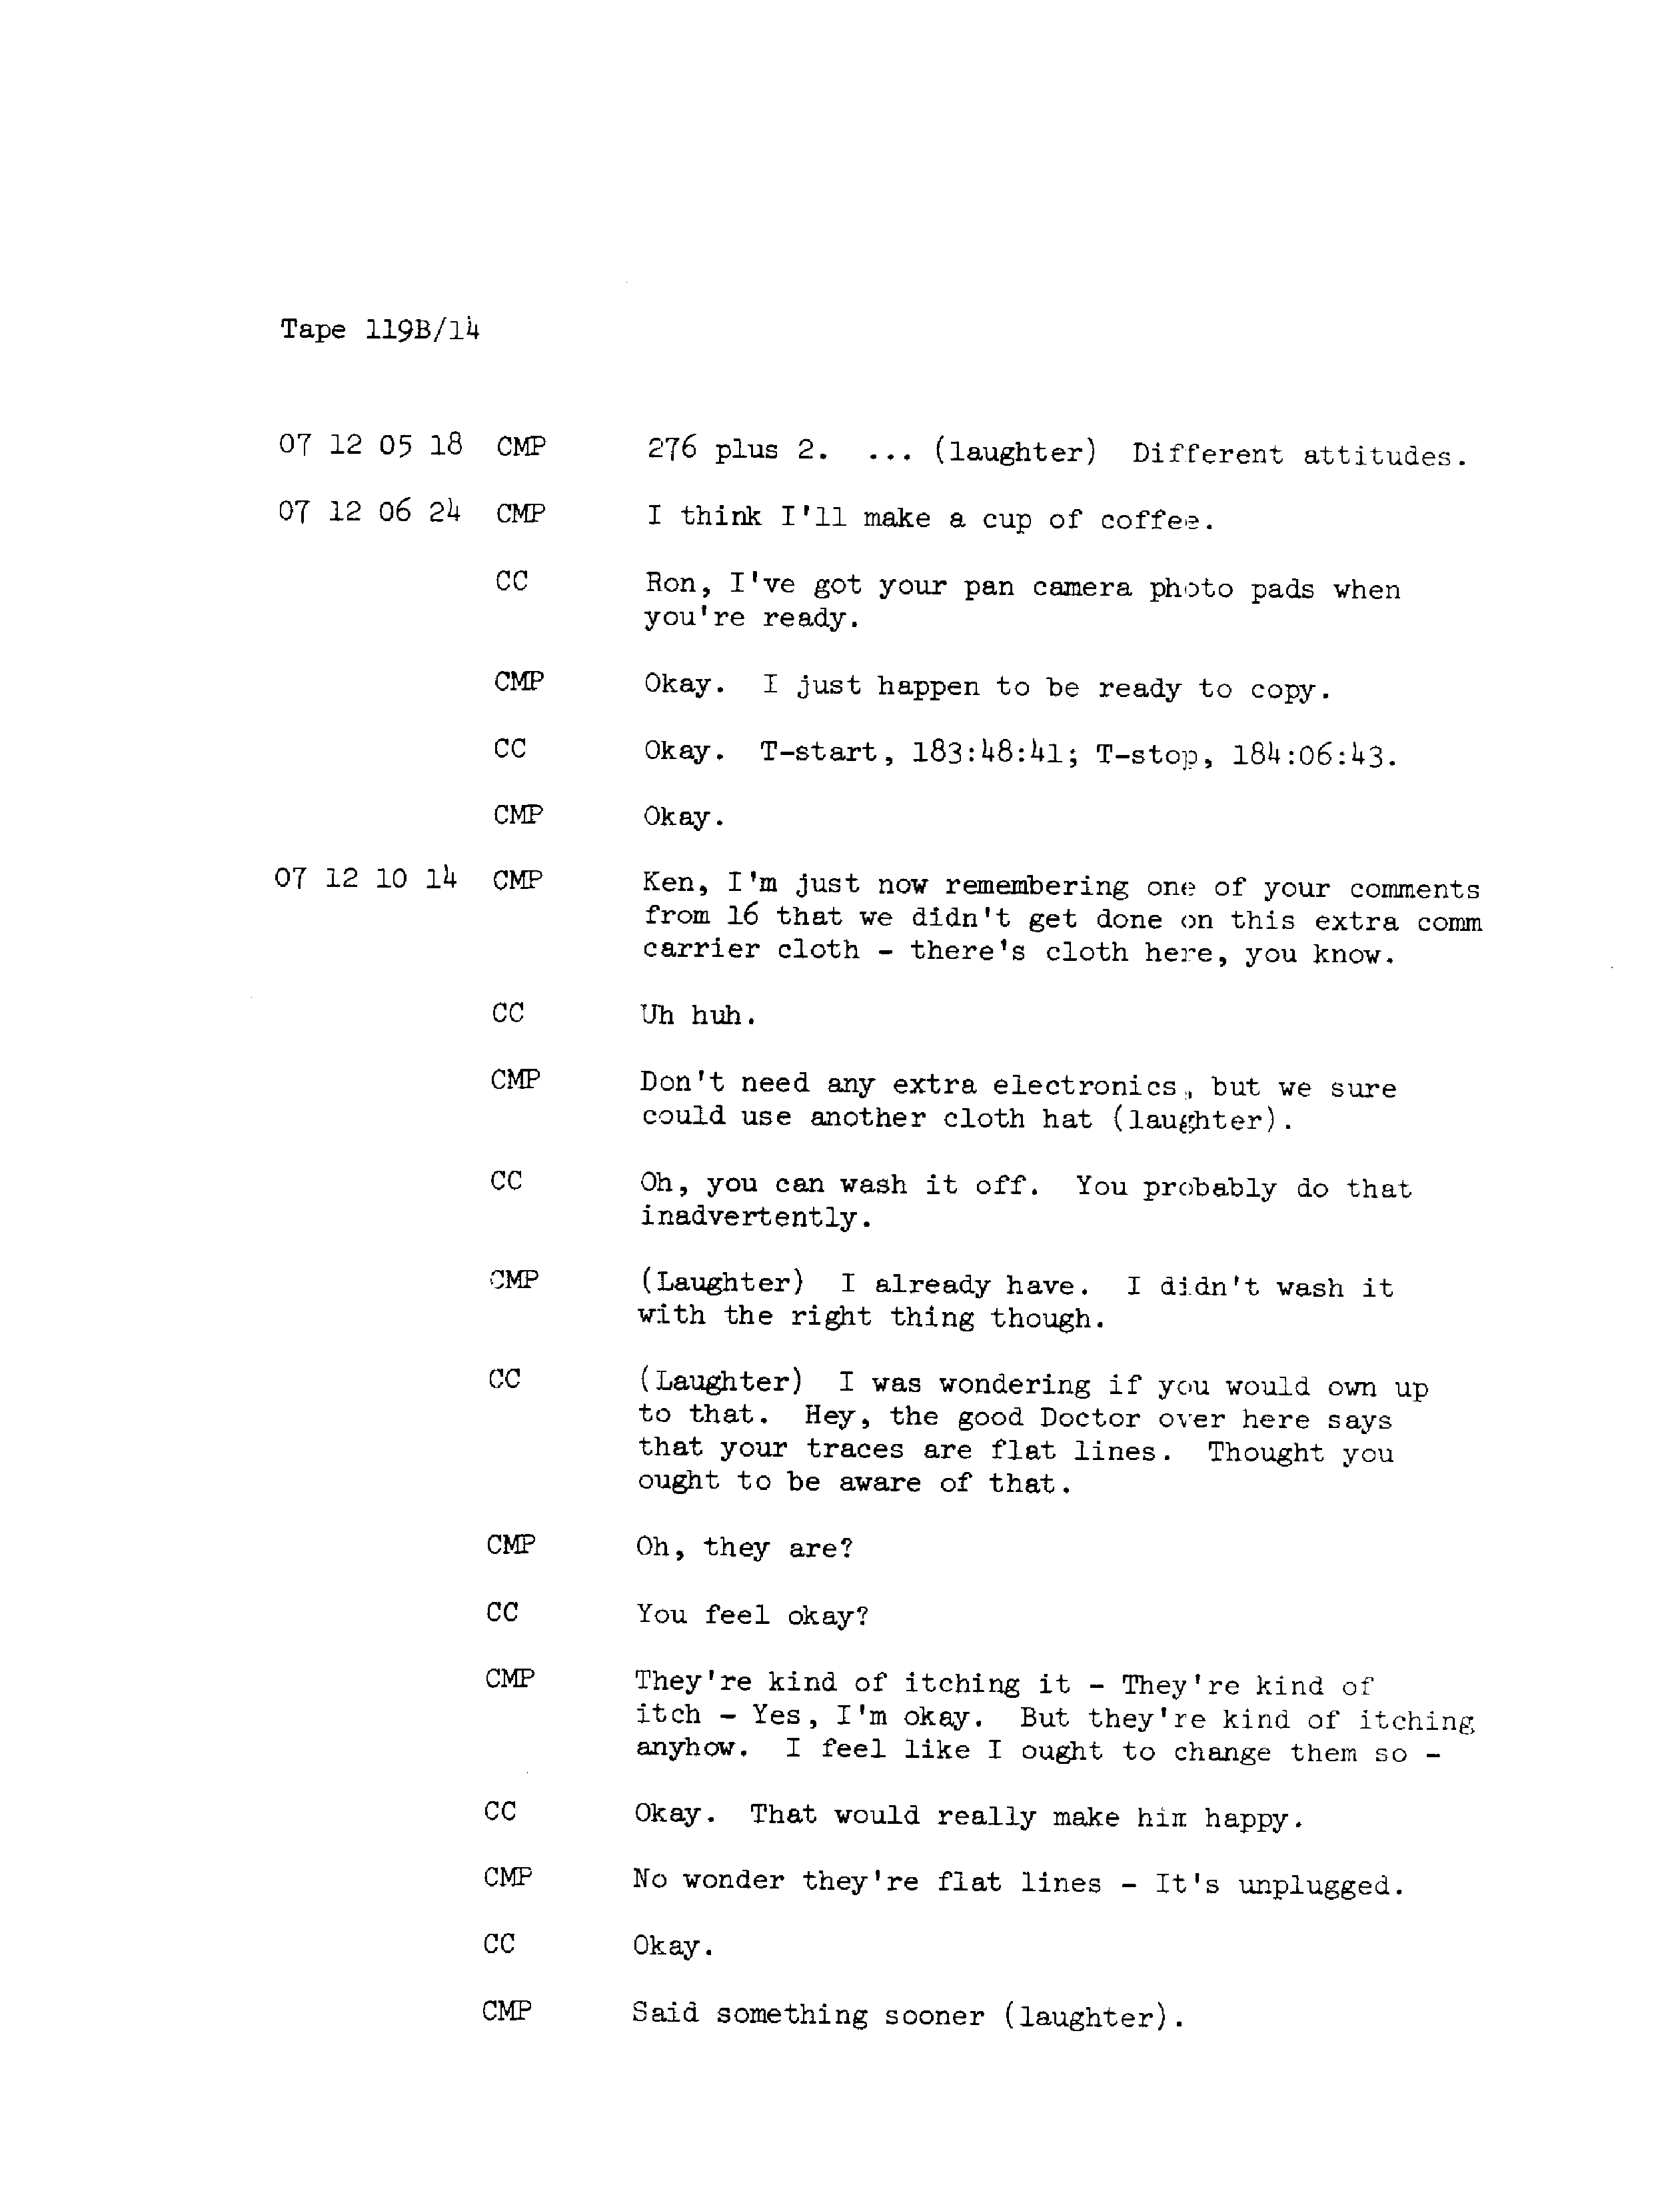 Tape 119B/14
07 12 05 18 CMP 276 plus 2. ... (laughter) Different attitudes.
07 12 06 24 CMP I think I'll make a cup of coffee.
CC Ron, I've got your pan camera photo pads when
you're ready.
CMP Okay. I just happen to be ready to copy.
CC Okay. T-start, 183:48:41; T-stop, 184:06:43.
CMP Okay.
07 12 10 14 CMP Ken, I'm just now remembering one of your comments
from 16 that we didn't get done on this extra comm
carrier cloth - there's cloth here, you know.
CC Uh huh.
CMP Don't need any extra electronics, but we sure
could use another cloth hat (laughter).
CC Oh, you can wash it off. You probably do that
inadvertently.
CMP (Laughter) I already have. I didn't wash it
with the right thing though.
CC (Laughter) I was wondering if you would own up
to that. Hey, the good Doctor over here says
that your traces are flat lines. Thought you
ought to be aware of that.
CMP Oh, they are?
CC You feel okay?
CMP They're kind of itching it - They're kind of
itch - Yes, I'm okay. But they're kind of itching
anyhow. I feel like I ought to change them so -
CC Okay. That would really make him happy.
CMP No wonder they're flat lines - It's unplugged.
CC Okay.
CMP Said something sooner (laughter).